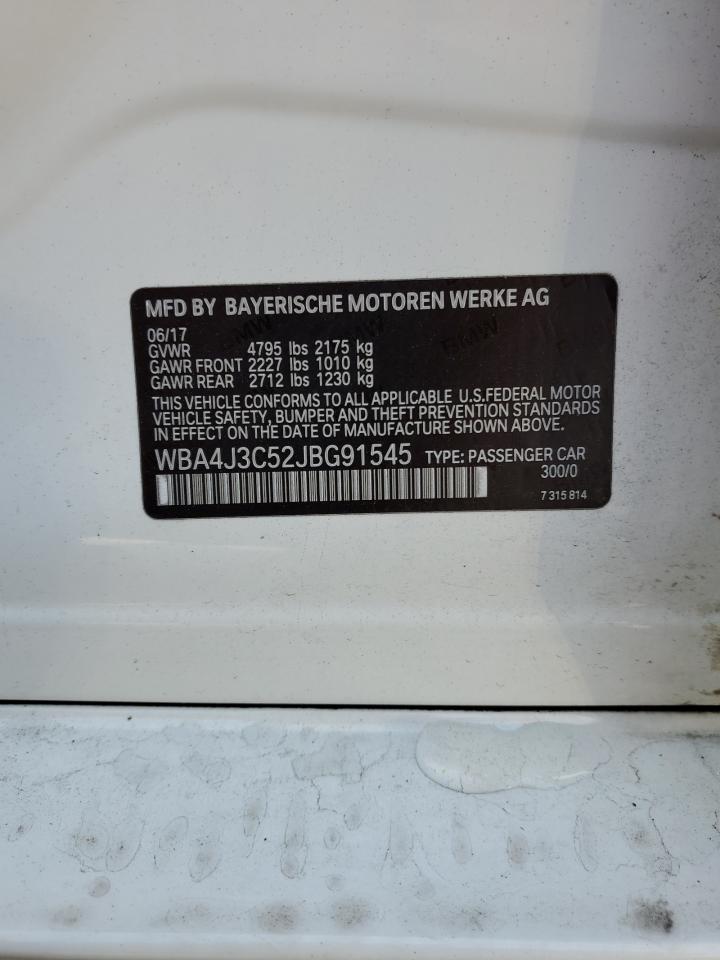 MFD BY BAYERISCHE MOTOREN WERKE AG
06/17
GVWR 4795 lbs 2175 kg
GAWR FRONT 2227 lbs 1010 kg
GAWR REAR 2712 lbs 1230 kg
THIS VEHICLE CONFORMS TO ALL APPLICABLE U.S.FEDERAL MOTOR
VEHICLE SAFETY, BUMPER AND THEFT PREVENTION STANDARDS
IN EFFECT ON THE DATE OF MANUFACTURE SHOWN ABOVE.
WBA4J3C52JBG91545 TYPE: PASSENGER CAR
300/0
7 315 814